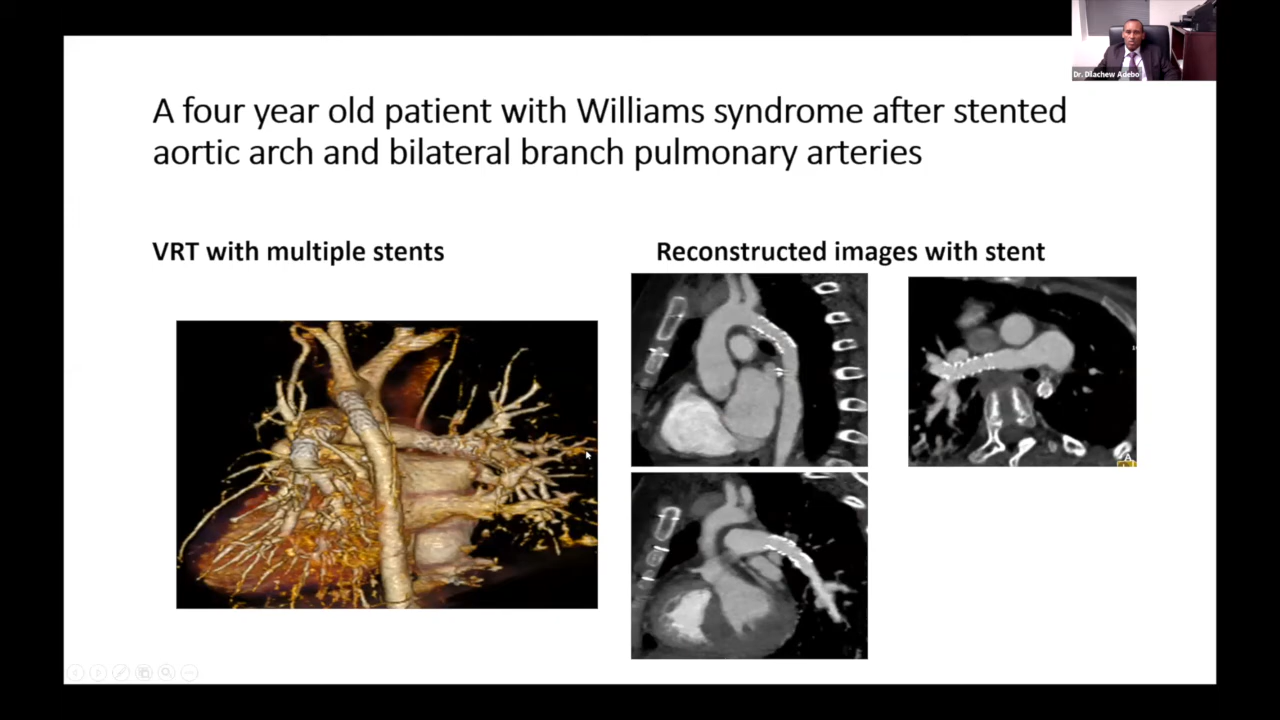 Dr. Dilachew Adebo
A four year old patient with Williams syndrome after stented
aortic arch and bilateral branch pulmonary arteries
VRT with multiple stents
Reconstructed images with stent
A